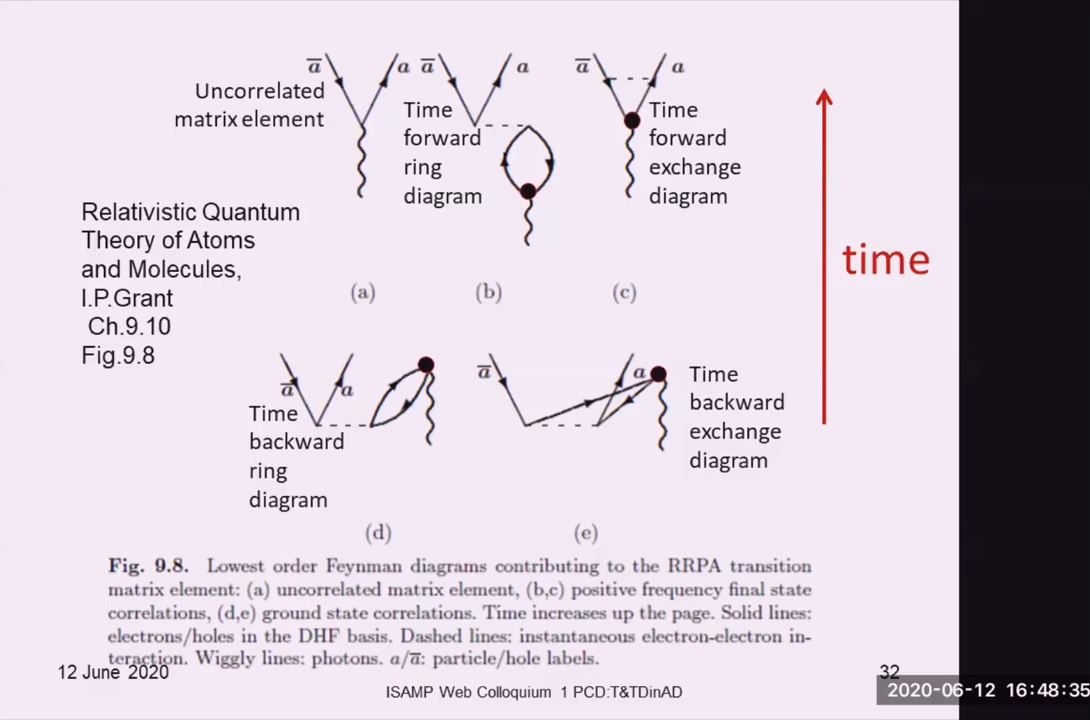 a̅ a a̅ a a̅ a
Uncorrelated
matrix element
Time
forward
ring
diagram
Time
forward
exchange
diagram
Relativistic Quantum
Theory of Atoms
and Molecules,
I.P.Grant
Ch.9.10
Fig.9.8
time
(a) (b) (c)
a̅ a a̅ a
Time
backward
ring
diagram
Time
backward
exchange
diagram
(d) (e)
Fig. 9.8. Lowest order Feynman diagrams contributing to the RRPA transition
matrix element: (a) uncorrelated matrix element, (b,c) positive frequency final state
correlations, (d,e) ground state correlations. Time increases up the page. Solid lines:
electrons/holes in the DHF basis. Dashed lines: instantaneous electron-electron in-
teraction. Wiggly lines: photons. a/a̅: particle/hole labels.
12 June 2020
32
ISAMP Web Colloquium 1 PCD:T&TDinAD
2020-06-12 16:48:35